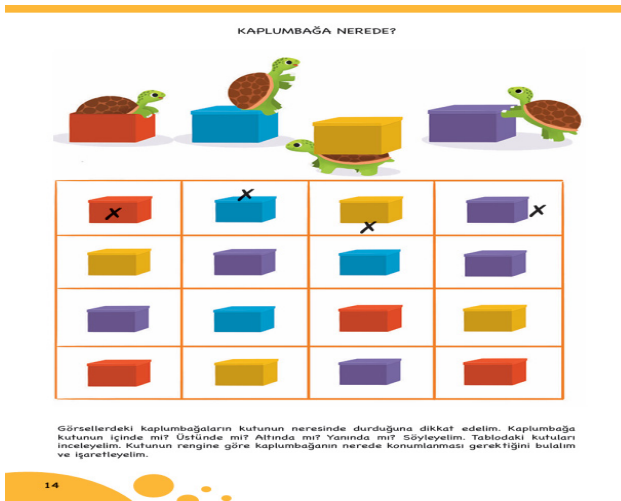 KAPLUMBAĞA NEREDE?
x
x
x
x
Görsellerdeki kaplumbağaların kutunun neresinde durduğuna dikkat edelim. Kaplumbağa
kutunun içinde mi? Üstünde mi? Altında mı? Yanında mı? Söyleyelim. Tablodaki kutuları
inceleyelim. Kutunun rengine göre kaplumbağanın nerede konumlanması gerektiğini bulalım
ve işaretleyelim.
14